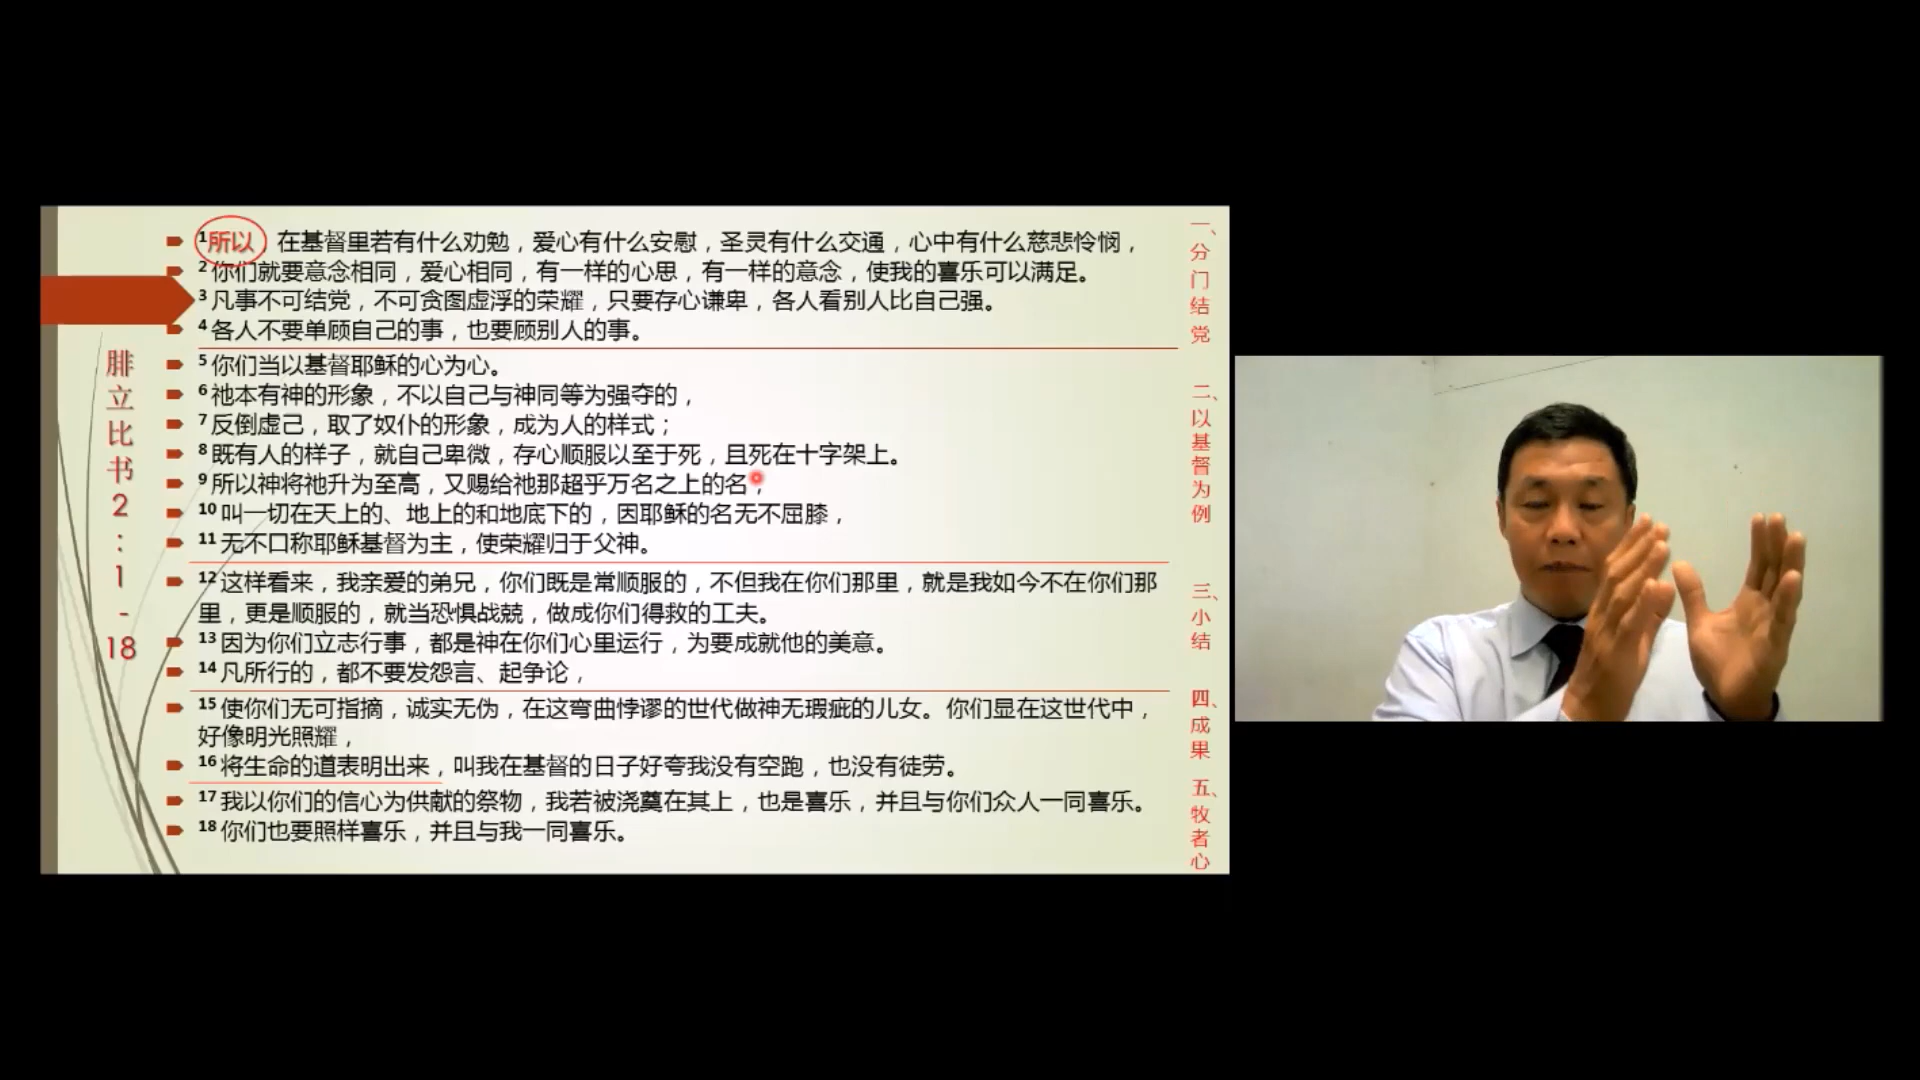 腓立比书2:1-18
1所以，在基督里若有什么劝勉，爱心有什么安慰，圣灵有什么交通，心中有什么慈悲怜悯，
2你们就要意念相同，爱心相同，有一样的心思，有一样的意念，使我的喜乐可以满足。
3凡事不可结党，不可贪图虚浮的荣耀，只要存心谦卑，各人看别人比自己强。
4各人不要单顾自己的事，也要顾别人的事。
5你们当以基督耶稣的心为心。
6祂本有神的形象，不以自己与神同等为强夺的，
7反倒虚己，取了奴仆的形象，成为人的样式；
8既有人的样子，就自己卑微，存心顺服以至于死，且死在十字架上。
9所以神将祂升为至高，又赐给祂那超乎万名之上的名，
10叫一切在天上的、地上的和地底下的，因耶稣的名无不屈膝，
11无不口称耶稣基督为主，使荣耀归于父神。
12这样看来，我亲爱的弟兄，你们既是常顺服的，不但我在你们那里，就是我如今不在你们那
里，更是顺服的，就当恐惧战兢，做成你们得救的工夫。
13因为你们立志行事，都是神在你们心里运行，为要成就他的美意。
14凡所行的，都不要发怨言、起争论，
15使你们无可指摘，诚实无伪，在这弯曲悖谬的世代做神无瑕疵的儿女。你们显在这世代中，
好像明光照耀，
16将生命的道表明出来，叫我在基督的日子好夸我没有空跑，也没有徒劳。
17我以你们的信心为供献的祭物，我若被浇奠在其上，也是喜乐，并且与你们众人一同喜乐。
18你们也要照样喜乐，并且与我一同喜乐。
一、分门结党
二、以基督为例
三、小结
四、成果
五、牧者心